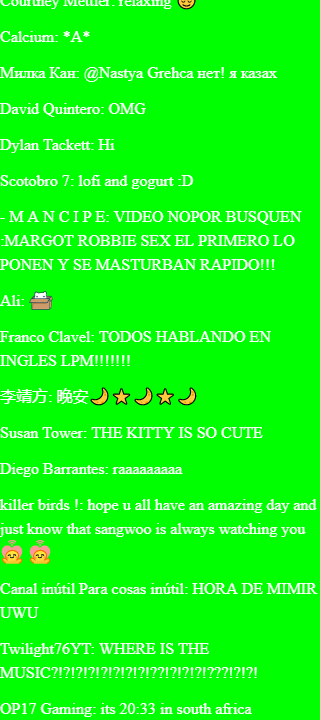 Courtney Mettler: relaxing 😌
Calcium: *A*
Милка Кан: @Nastya Grehca нет! я казах
David Quintero: OMG
Dylan Tackett: Hi
Scotobro 7: lofi and gogurt :D
- M A N C I P E: VIDEO NOPOR BUSQUEN
:MARGOT ROBBIE SEX EL PRIMERO LO
PONEN Y SE MASTURBAN RAPIDO!!!
Ali:
Franco Clavel: TODOS HABLANDO EN
INGLES LPM!!!!!!!
李靖方: 晚安🌙⭐🌙⭐🌙
Susan Tower: THE KITTY IS SO CUTE
Diego Barrantes: raaaaaaaaa
killer birds !: hope u all have an amazing day and
just know that sangwoo is always watching you
Canal inútil Para cosas inútil: HORA DE MIMIR
UWU
Twilight76YT: WHERE IS THE
MUSIC?!?!?!?!?!?!?!?!??!?!?!?!???!?!?!
OP17 Gaming: its 20:33 in south africa